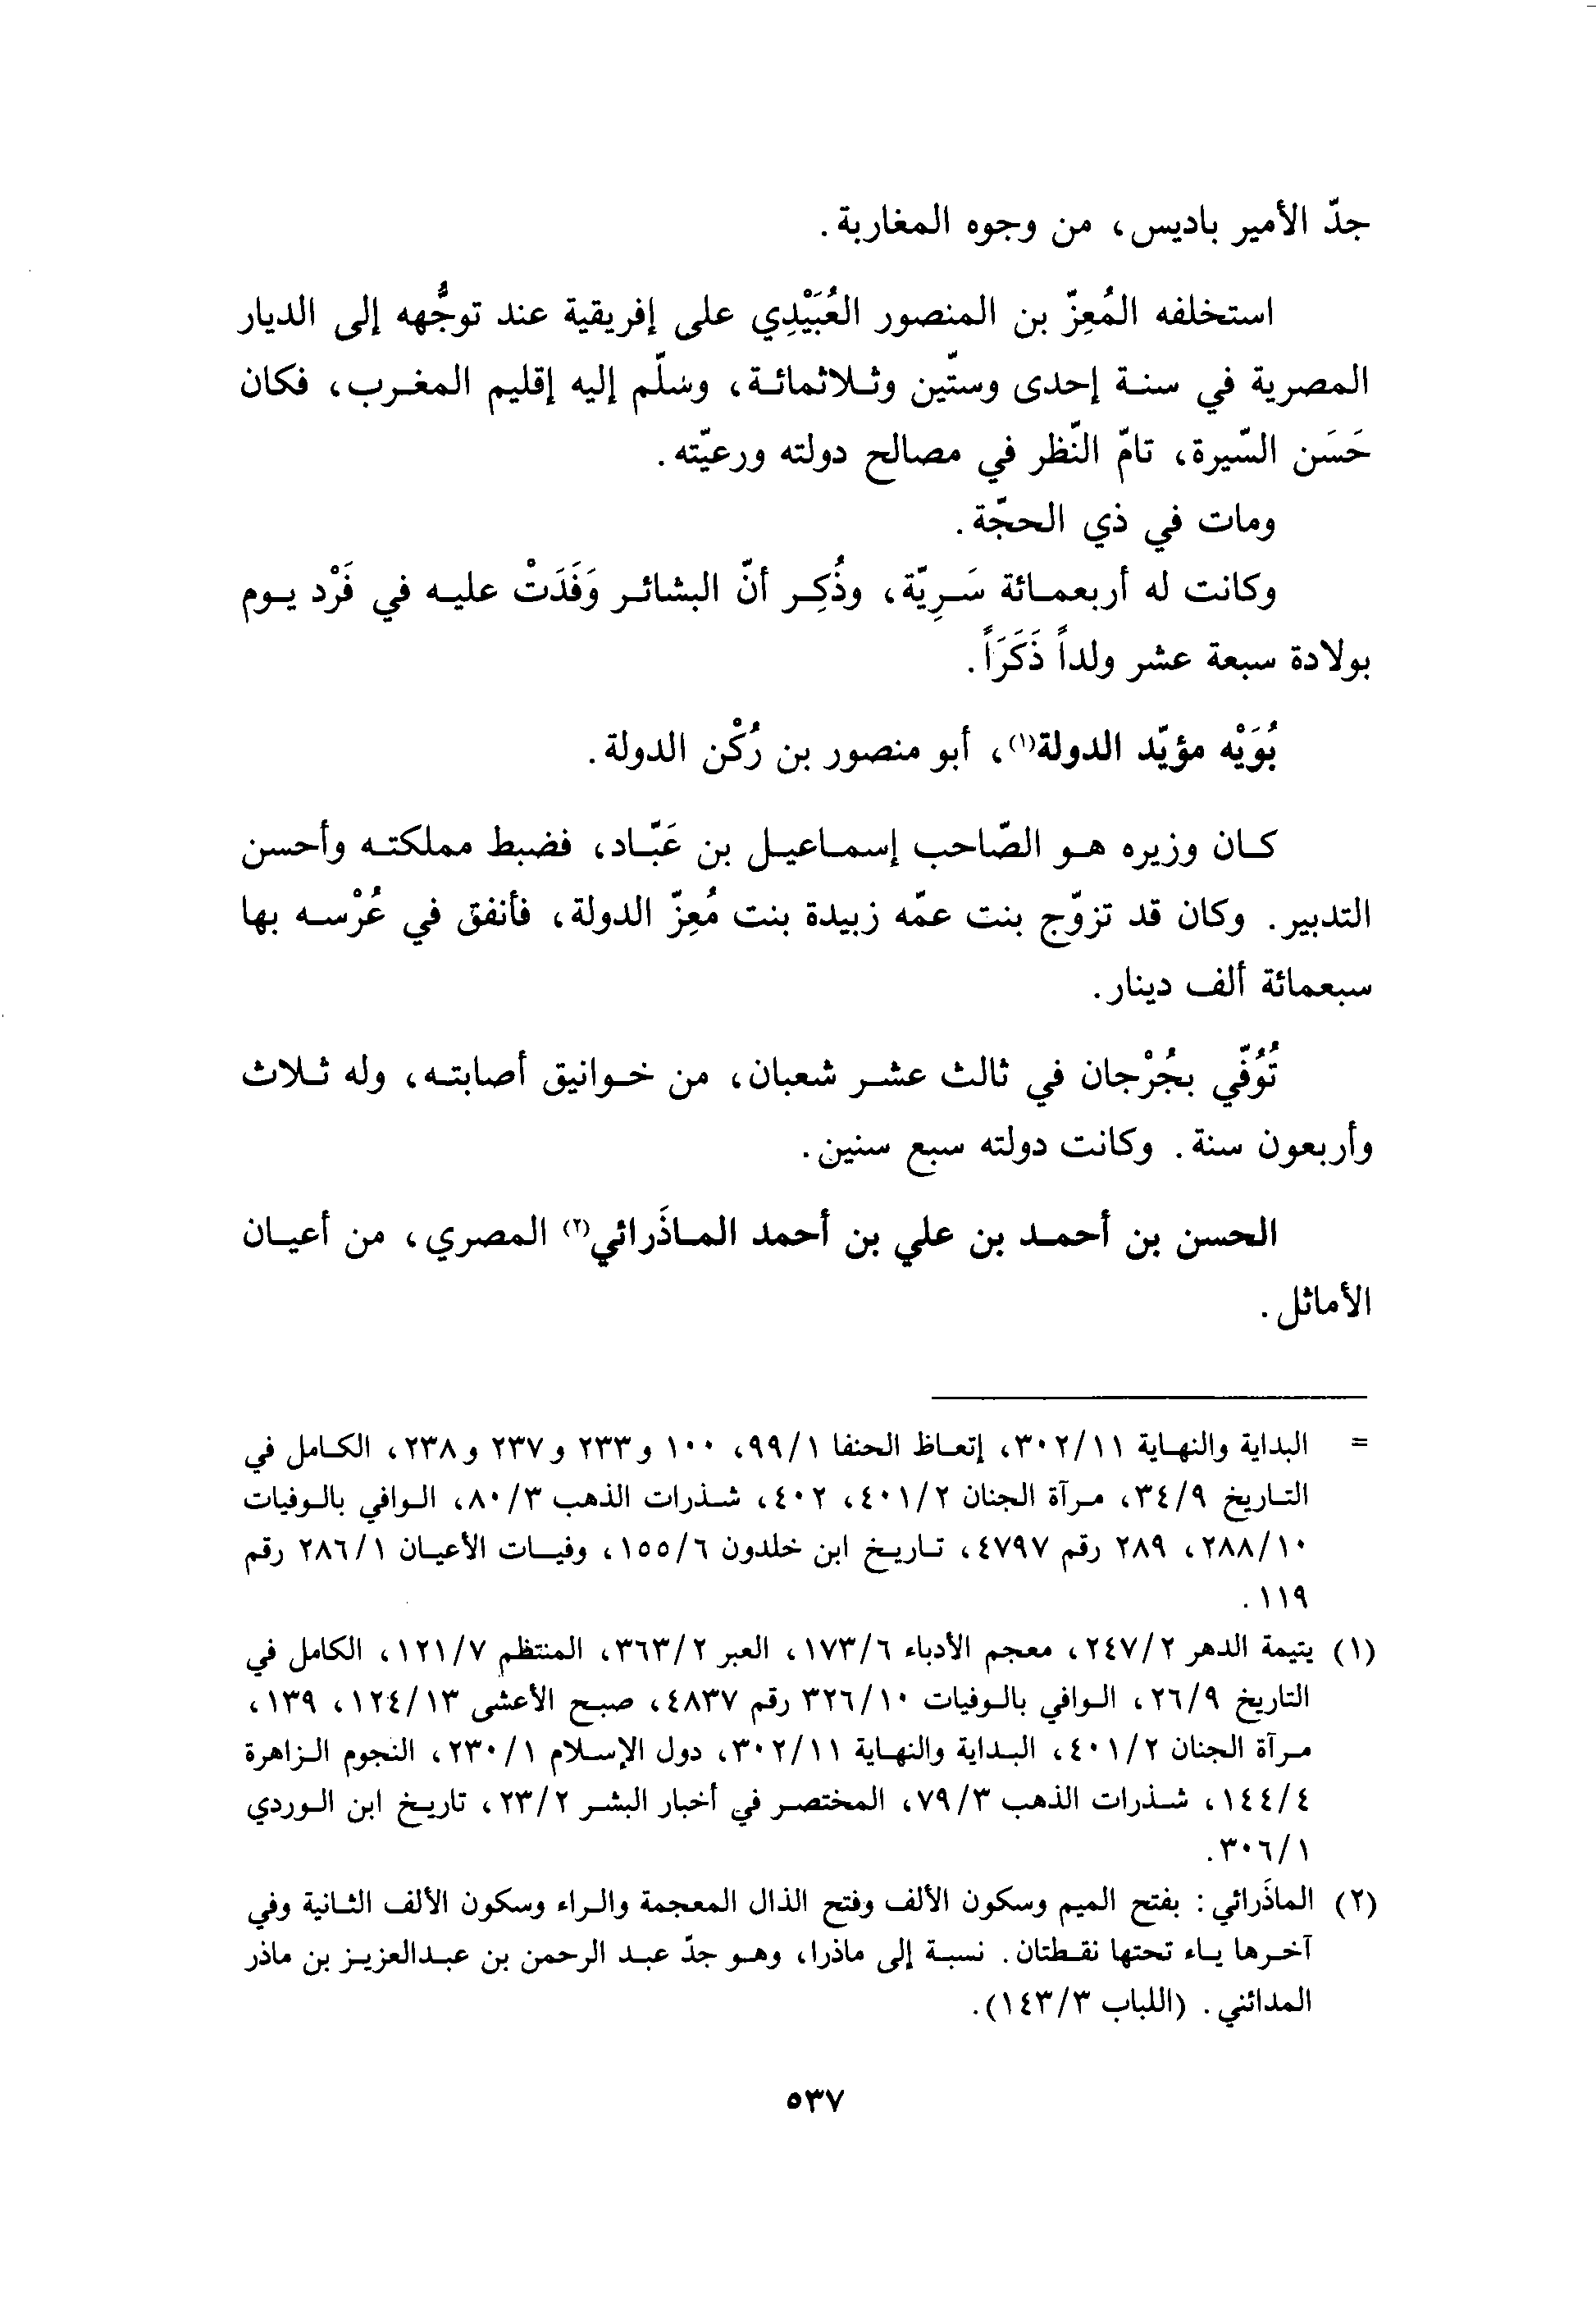 جدّ الأمير باديس، من وجوه المغاربة.
استخلفه المُعِزّ بن المنصور العُبَيْدِي على إفريقية عند توجُّهه إلى الديار
المصرية في سنة إحدى وستّين وثلاثمائة، وسلّم إليه إقليم المغرب، فكان
حَسَن السّيرة، تامّ النّظر في مصالح دولته ورعيّته.
ومات في ذي الحجّة.
وكانت له أربعمائة سَرِيّة، وذُكِر أنّ البشائر وَفَدَتْ عليه في فَرْد يوم
بولادة سبعة عشر ولداً ذَكَرَاً.
بُوَيْه مؤيّد الدولة(١)، أبو منصور بن رُكْن الدولة.
كان وزيره هو الصّاحب إسماعيل بن عَبّاد، فضبط مملكته وأحسن
التدبير. وكان قد تزوّج بنت عمّه زبيدة بنت مُعِزّ الدولة، فأنفق في عُرْسه بها
سبعمائة ألف دينار.
تُوُفّي بجُرْجان في ثالث عشر شعبان، من خوانيق أصابته، وله ثلاث
وأربعون سنة. وكانت دولته سبع سنين.
الحسن بن أحمد بن علي بن أحمد الماذَرائي(٢) المصري، من أعيان
الأماثل.
= البداية والنهاية ٣٠٢/١١، إتعاظ الحنفا ٩٩/١، ١٠٠ و٢٣٣ و٢٣٧ و٢٣٨، الكامل في
التاريخ ٣٤/٩، مرآة الجنان ٤٠١/٢، ٤٠٢، شذرات الذهب ٨٠/٣، الوافي بالوفيات
٢٨٨/١٠، ٢٨٩ رقم ٤٧٩٧، تاريخ ابن خلدون ١٥٥/٦، وفيات الأعيان ٢٨٦/١ رقم
١١٩.
(١) يتيمة الدهر ٢٤٧/٢، معجم الأدباء ١٧٣/٦، العبر ٣٦٣/٢، المنتظم ١٢١/٧، الكامل في
التاريخ ٢٦/٩، الوافي بالوفيات ٣٢٦/١٠ رقم ٤٨٣٧، صبح الأعشى ١٢٤/١٣، ١٣٩،
مرآة الجنان ٤٠١/٢، البداية والنهاية ٣٠٢/١١، دول الإسلام ٢٣٠/١، النجوم الزاهرة
١٤٤/٤، شذرات الذهب ٧٩/٣، المختصر في أخبار البشر ٢٣/٢، تاريخ ابن الوردي
٣٠٦/١.
(٢) الماذَرائي: بفتح الميم وسكون الألف وفتح الذال المعجمة والراء وسكون الألف الثانية وفي
آخرها ياء تحتها نقطتان. نسبة إلى ماذرا، وهو جدّ عبد الرحمن بن عبدالعزيز بن ماذر
المدائني. (اللباب ١٤٣/٣).
٥٣٧